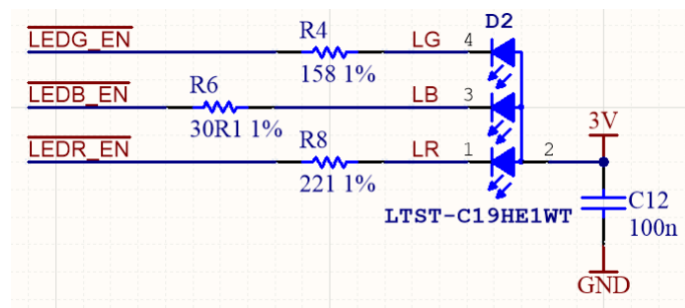 D2
LEDG_EN
R4
LG
4
158 1%
LEDB_EN
R6
LB
3
30R1 1%
3V
LEDR_EN
R8
LR
1
2
221 1%
LTST-C19HE1WT
C12
100n
GND